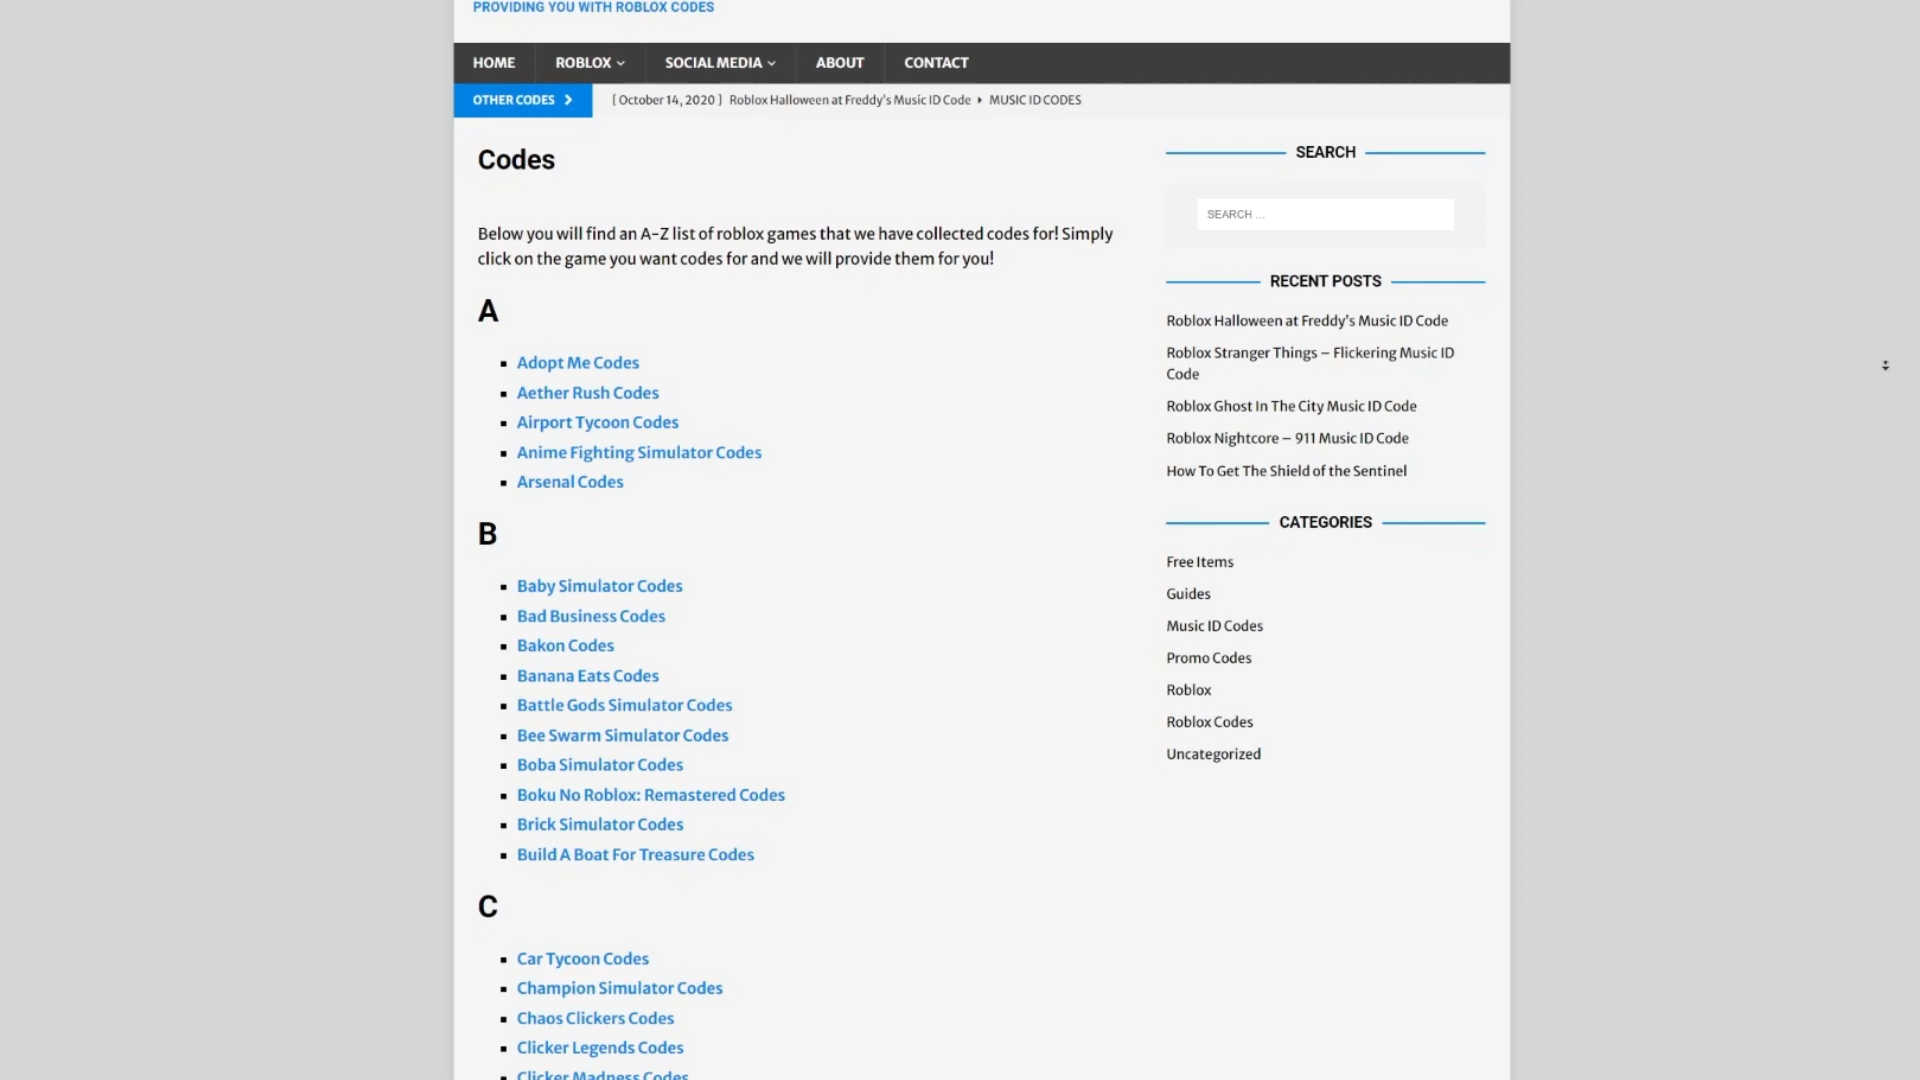 PROVIDING YOU WITH ROBLOX CODES
HOME
ROBLOX
SOCIAL MEDIA
ABOUT
CONTACT
OTHER CODES
[ October 14, 2020 ] Roblox Halloween at Freddy's Music ID Code MUSIC ID CODES
Codes
Below you will find an A-Z list of roblox games that we have collected codes for! Simply
click on the game you want codes for and we will provide them for you!
A
Adopt Me Codes
Aether Rush Codes
Airport Tycoon Codes
Anime Fighting Simulator Codes
Arsenal Codes
B
Baby Simulator Codes
Bad Business Codes
Bakon Codes
Banana Eats Codes
Battle Gods Simulator Codes
Bee Swarm Simulator Codes
Boba Simulator Codes
Boku No Roblox: Remastered Codes
Brick Simulator Codes
Build A Boat For Treasure Codes
C
Car Tycoon Codes
Champion Simulator Codes
Chaos Clickers Codes
Clicker Legends Codes
Clicker Madness Codes
SEARCH
SEARCH ...
RECENT POSTS
Roblox Halloween at Freddy's Music ID Code
Roblox Stranger Things – Flickering Music ID
Code
Roblox Ghost In The City Music ID Code
Roblox Nightcore – 911 Music ID Code
How To Get The Shield of the Sentinel
CATEGORIES
Free Items
Guides
Music ID Codes
Promo Codes
Roblox
Roblox Codes
Uncategorized